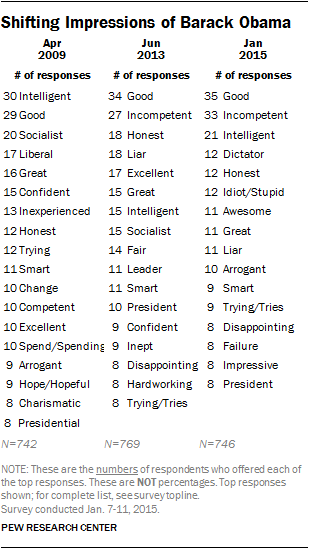 Shifting Impressions of Barack Obama
Apr 2009 Jun 2013 Jan 2015
# of responses # of responses # of responses
30 Intelligent 34 Good 35 Good
29 Good 27 Incompetent 33 Incompetent
20 Socialist 18 Honest 21 Intelligent
17 Liberal 18 Liar 12 Dictator
16 Great 17 Excellent 12 Honest
15 Confident 15 Great 12 Idiot/Stupid
13 Inexperienced 15 Intelligent 11 Awesome
12 Honest 15 Socialist 11 Great
12 Trying 14 Fair 11 Liar
11 Smart 11 Leader 10 Arrogant
10 Change 11 Smart 9 Smart
10 Competent 10 President 9 Trying/Tries
10 Excellent 9 Confident 8 Disappointing
10 Spend/Spending 9 Inept 8 Failure
9 Arrogant 8 Disappointing 8 Impressive
9 Hope/Hopeful 8 Hardworking 8 President
8 Charismatic 8 Trying/Tries
8 Presidential
N=742 N=769 N=746
NOTE: These are the numbers of respondents who offered each of
the top responses. These are NOT percentages. Top responses
shown; for complete list, see survey topline.
Survey conducted Jan. 7-11, 2015.
PEW RESEARCH CENTER